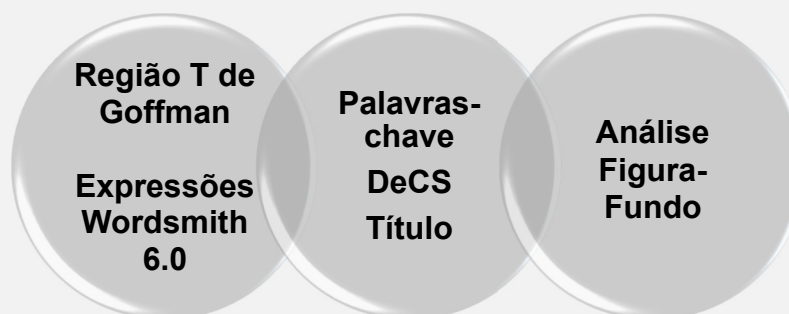 Região T de
Goffman
Expressões
Wordsmith
6.0
Palavras-
chave
DeCS
Título
Análise
Figura-
Fundo